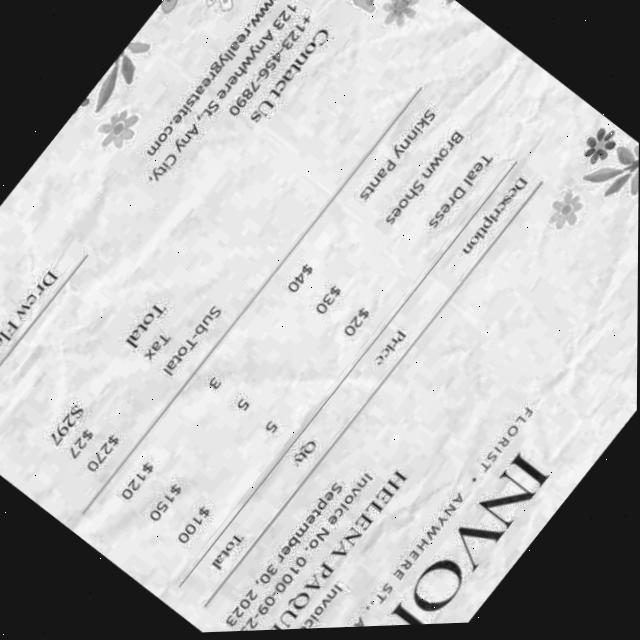 INVOI
FLORIST • ANYWHERE ST.,
HELENA PAQU
Invoice No. 0100.09.2
September 30, 2023
Description Price Qty Total
Teal Dress $20 5 $100
Brown Shoes $30 5 $150
Skinny Pants $40 3 $120
Sub-Total $270
Tax $27
Total $297
Contact Us
123-456-7890
123 Anywhere St., Any City,
www.reallygreatsite.com
Drew